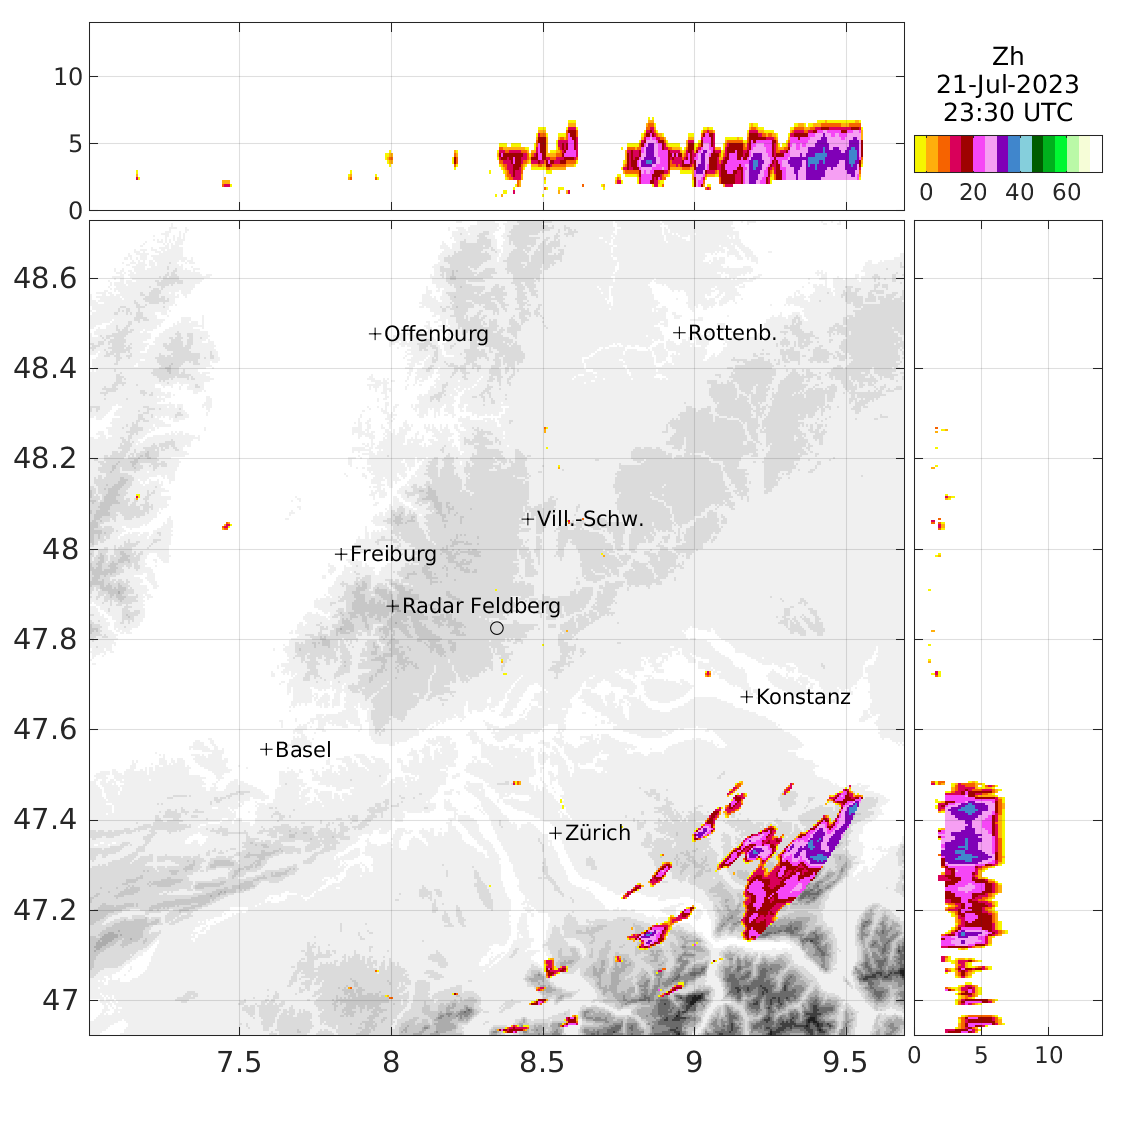 10
5
0
Zh
21-Jul-2023
23:30 UTC
0 20 40 60
48.6
48.4
48.2
48
47.8
47.6
47.4
47.2
47
+Offenburg
+Rottenb.
+Vill.-Schw.
+Freiburg
+Radar Feldberg
+Konstanz
+Basel
+Zürich
7.5 8 8.5 9 9.5
0 5 10